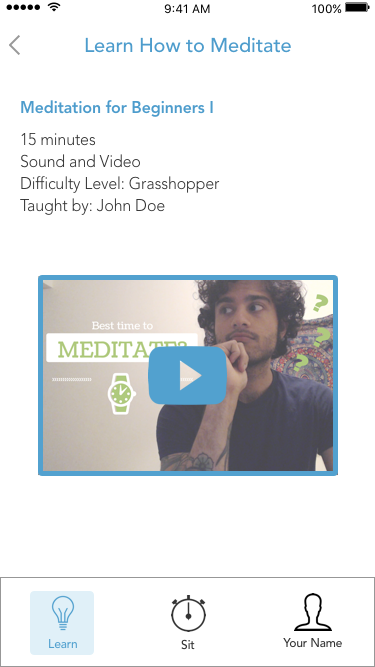 9:41 AM
100%
Learn How to Meditate
Meditation for Beginners I
15 minutes
Sound and Video
Difficulty Level: Grasshopper
Taught by: John Doe
Best time to
MEDITATE?
? 
?
?
Learn
Sit
Your Name